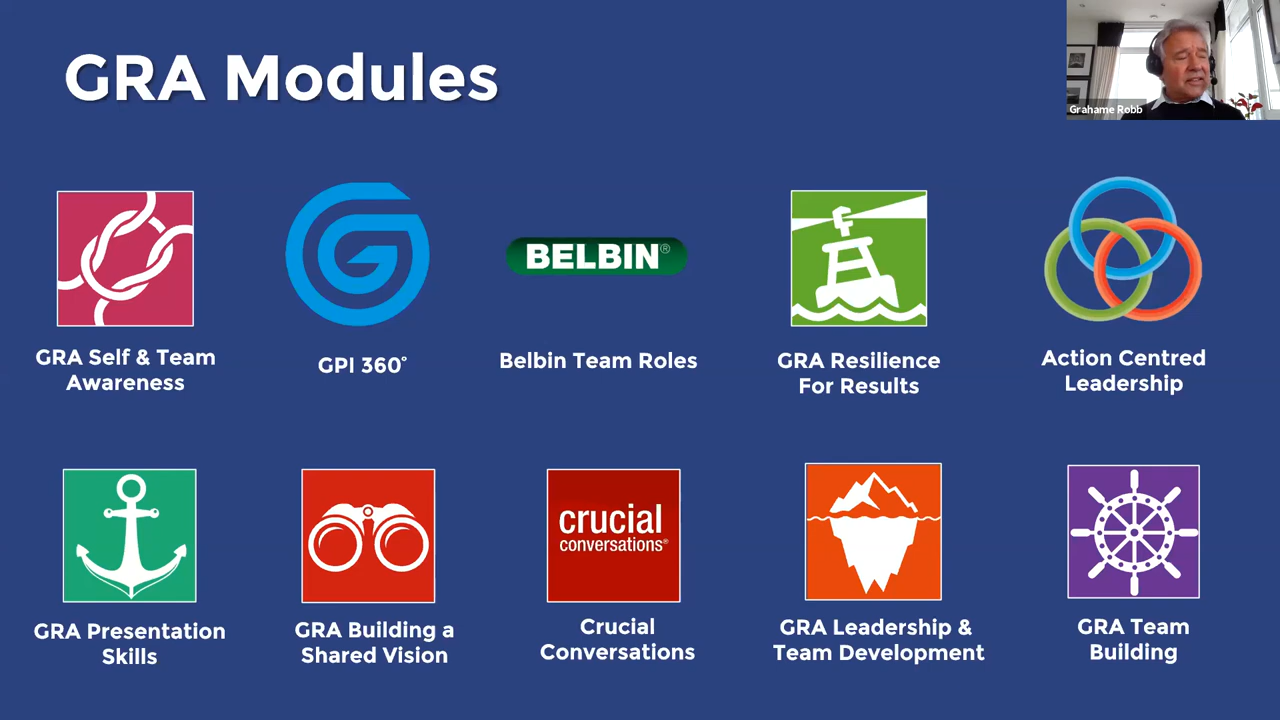 GRA Modules
Grahame Robb
BELBIN®
GRA Self & Team
Awareness
GPI 360°
Belbin Team Roles
GRA Resilience
For Results
Action Centred
Leadership
crucial
conversations®
GRA Presentation
Skills
GRA Building a
Shared Vision
Crucial
Conversations
GRA Leadership &
Team Development
GRA Team
Building